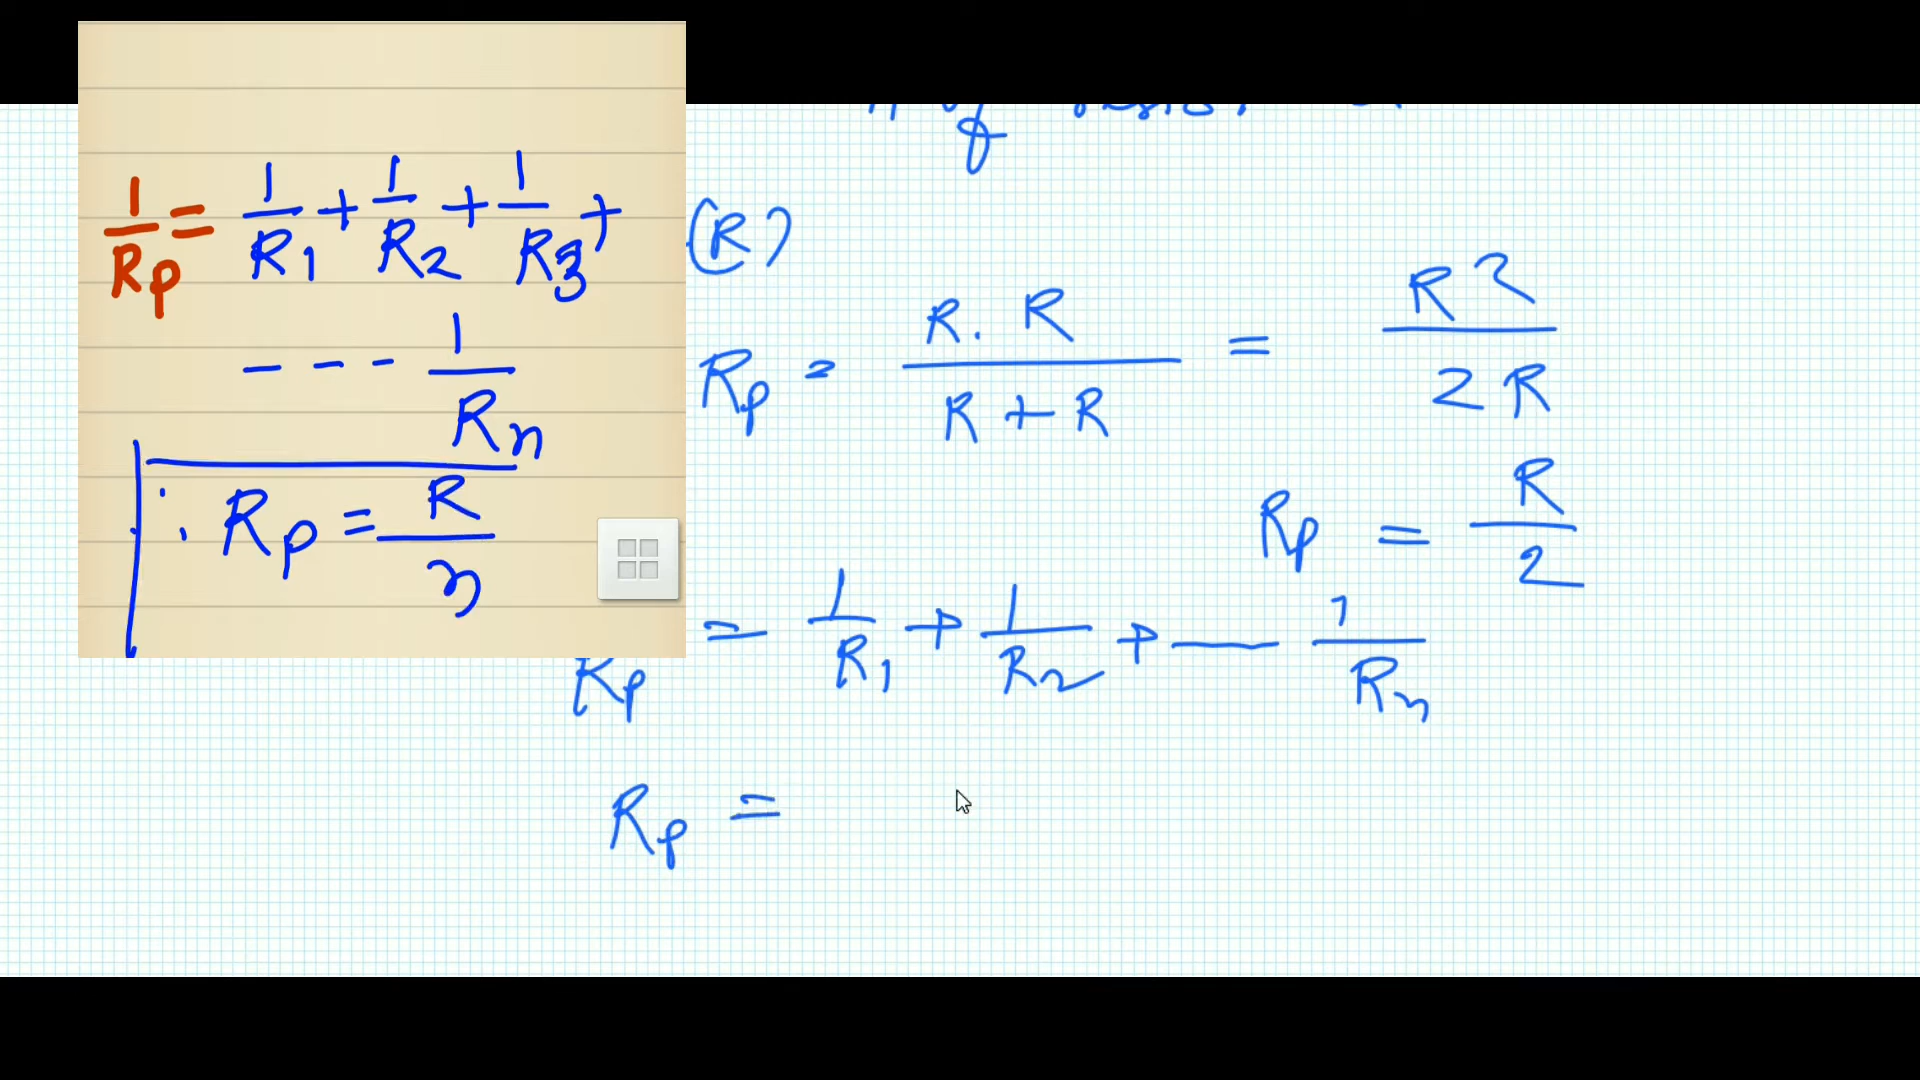 1/Rp = 1/R1 + 1/R2 + 1/R3 +
- - - - 1/Rn
∴ Rp = R/n
(R)
Rp = R. R / R + R = R2 / 2R
Rp = R/2
Rp = 1/R1 + 1/R2 + — 1/Rn
Rp =